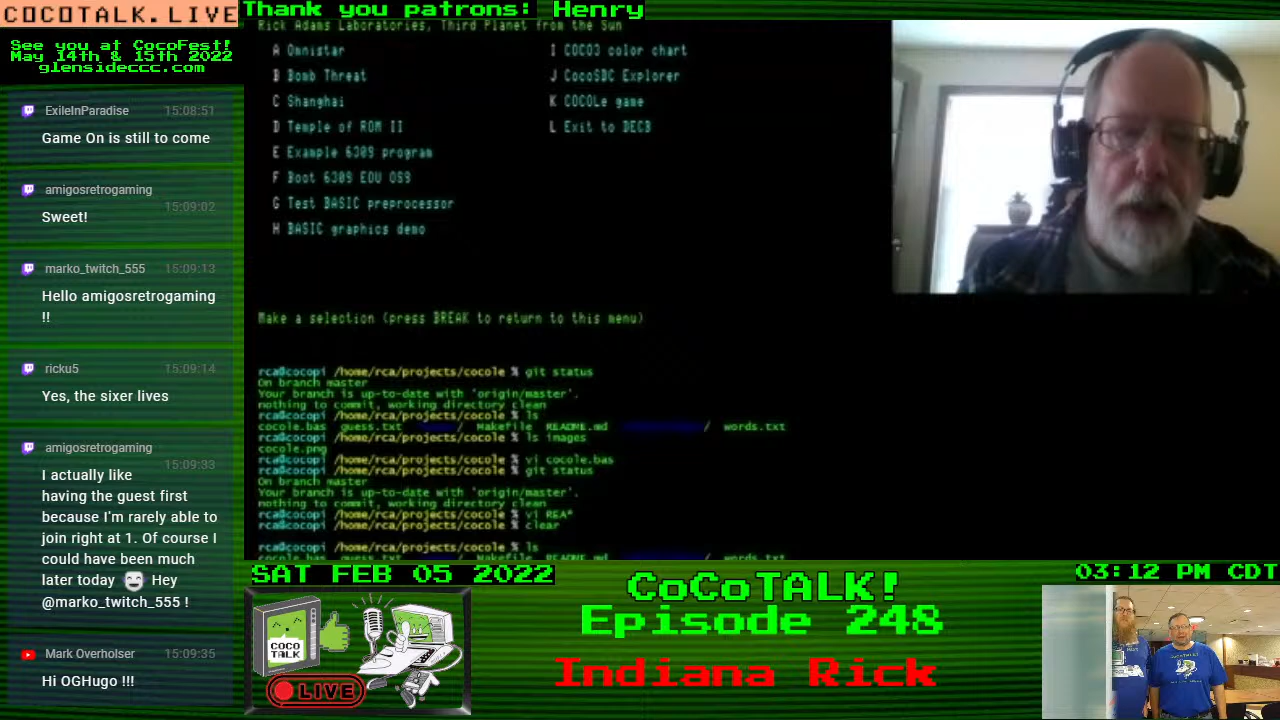 COCOTALK.LIVE
Thank you patrons: Henry
See you at CocoFest!
May 14th & 15th 2022
glensideccc.com
ExileInParadise 15:08:51
Game On is still to come
amigosretrogaming
15:09:02
Sweet!
marko_twitch_555 15:09:13
Hello amigosretrogaming
!!
ricku5 15:09:14
Yes, the sixer lives
amigosretrogaming
15:09:33
I actually like
having the guest first
because I'm rarely able to
join right at 1. Of course I
could have been much
later today Hey
@marko_twitch_555 !
Mark Overholser 15:09:35
Hi OGHugo !!!
Rick Adams Laboratories, Third Planet from the Sun
A Omnistar
B Bomb Threat
C Shanghai
D Temple of ROM II
E Example 6309 program
F Boot 6309 EOU OS9
G Test BASIC preprocessor
H BASIC graphics demo
I COCO3 color chart
J CocoSDC Explorer
K COCOLe game
L Exit to DECB
Make a selection (press BREAK to return to this menu)
rca@cocopi /home/rca/projects/cocole % git status
On branch master
Your branch is up-to-date with 'origin/master'.
nothing to commit, working directory clean
rca@cocopi /home/rca/projects/cocole % ls
cocole.bas guess.txt / Makefile README.md / words.txt
rca@cocopi /home/rca/projects/cocole % ls images
cocole.png
rca@cocopi /home/rca/projects/cocole % vi cocole.bas
rca@cocopi /home/rca/projects/cocole % git status
On branch master
Your branch is up-to-date with 'origin/master'.
nothing to commit, working directory clean
rca@cocopi /home/rca/projects/cocole % vi REA*
rca@cocopi /home/rca/projects/cocole % clear
rca@cocopi /home/rca/projects/cocole % ls
cocole.bas guess.txt / Makefile README.md / words.txt
SAT FEB 05 2022
CoCoTALK!
03:12 PM CDT
Episode 248
Indiana Rick
COCO
TALK
LIVE